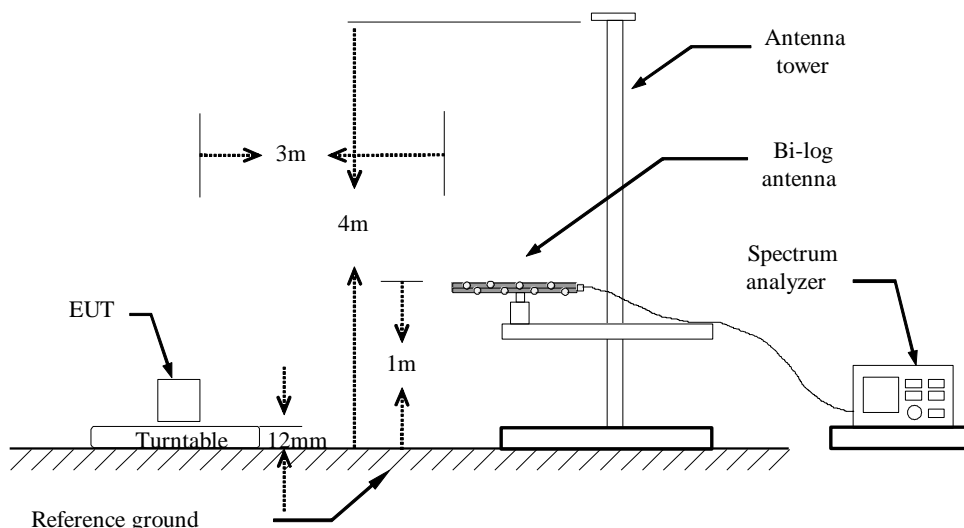 Antenna
tower
3m
Bi-log
antenna
4m
Spectrum
analyzer
EUT
1m
Turntable
12mm
Reference ground